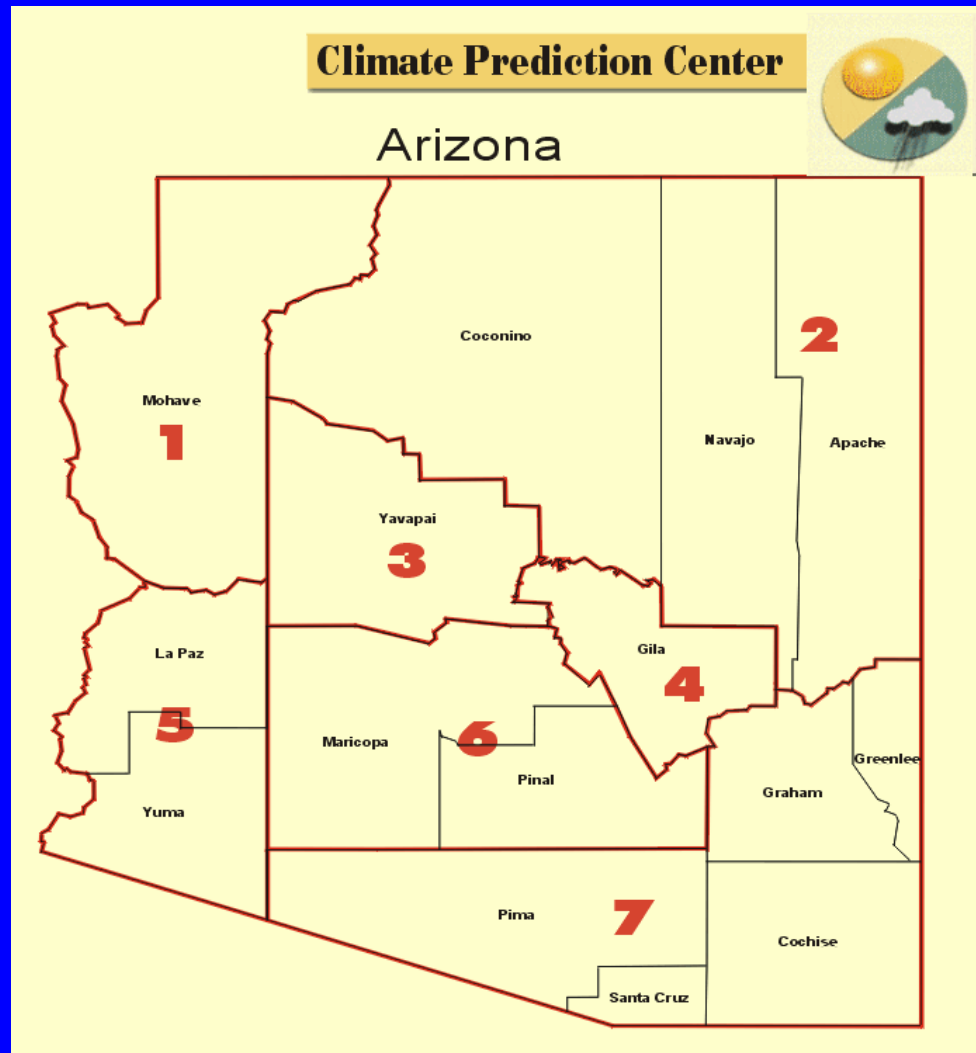 Climate Prediction Center
Arizona
Coconino
2
Mohave
1
Navajo
Apache
Yavapai
3
La Paz
Gila
4
5
Maricopa
6
Pinal
Greenlee
Graham
Yuma
Pima
7
Cochise
Santa Cruz